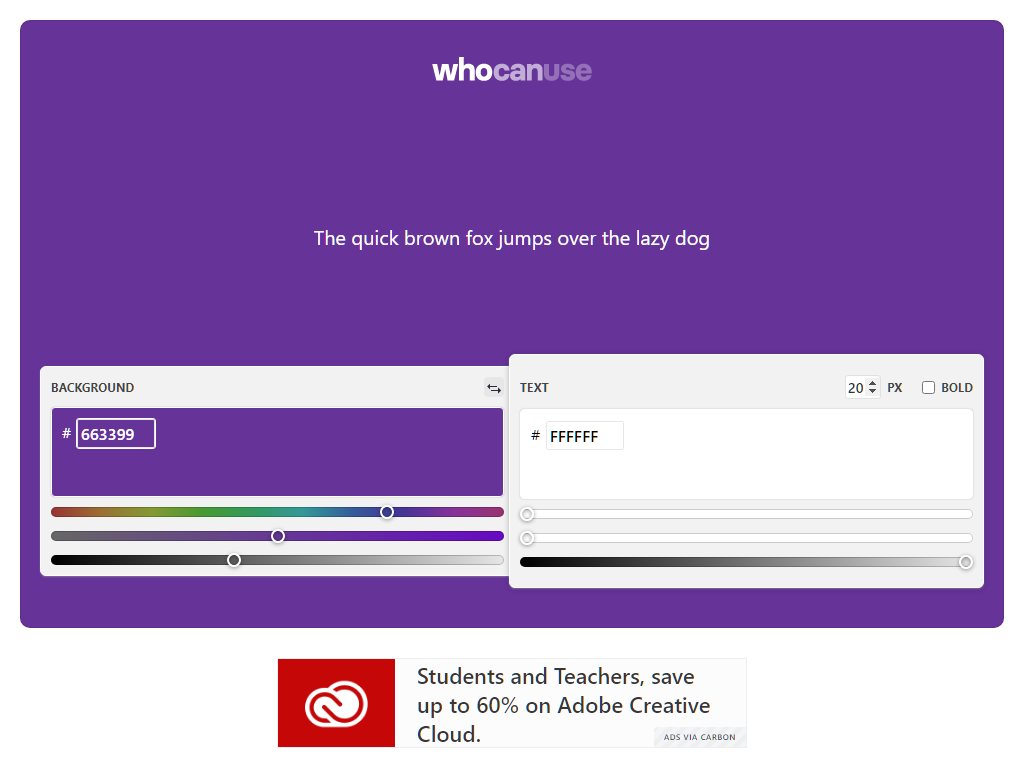 whocanuse
The quick brown fox jumps over the lazy dog
BACKGROUND
# 663399
TEXT
20 PX
BOLD
# FFFFFF
Students and Teachers, save
up to 60% on Adobe Creative
Cloud.
ADS VIA CARBON